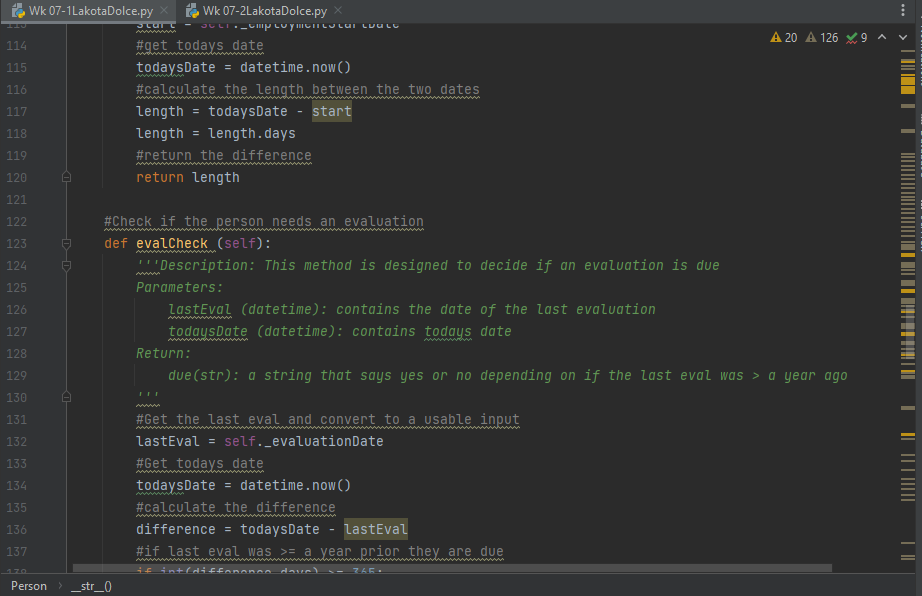 Wk 07-1LakotaDolce.py × Wk 07-2LakotaDolce.py ×
20 126 9
113 start = self._employmentStartDate
114 #get todays date
115 todaysDate = datetime.now()
116 #calculate the length between the two dates
117 length = todaysDate - start
118 length = length.days
119 #return the difference
120 return length
121
122 #Check if the person needs an evaluation
123 def evalCheck (self):
124 '''Description: This method is designed to decide if an evaluation is due
125 Parameters:
126 lastEval (datetime): contains the date of the last evaluation
127 todaysDate (datetime): contains todays date
128 Return:
129 due(str): a string that says yes or no depending on if the last eval was > a year ago
130 '''
131 #Get the last eval and convert to a usable input
132 lastEval = self._evaluationDate
133 #Get todays date
134 todaysDate = datetime.now()
135 #calculate the difference
136 difference = todaysDate - lastEval
137 #if last eval was >= a year prior they are due
138 if int(difference.days) >= 365:
Person › __str__()